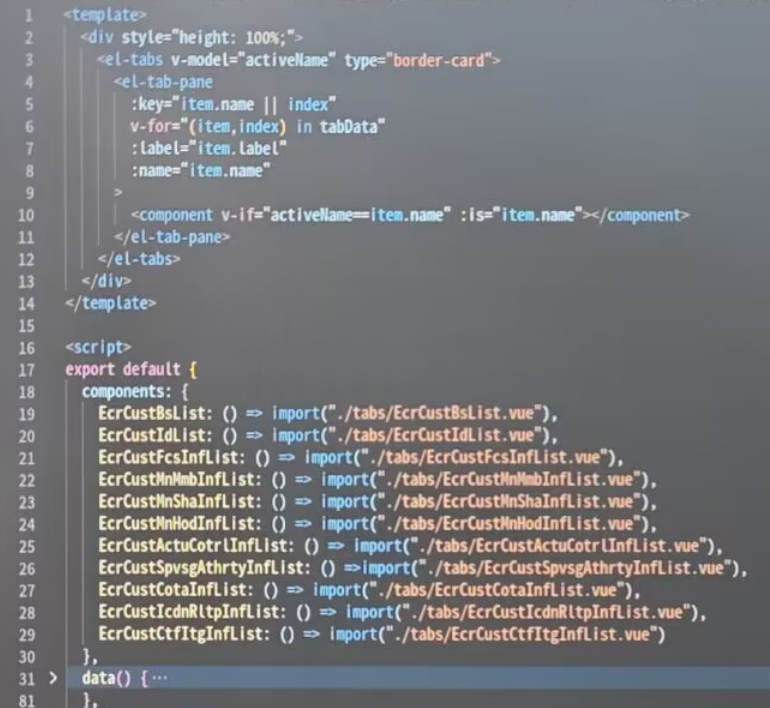 1 <template>
2 <div style="height: 100%;">
3 <el-tabs v-model="activeName" type="border-card">
4 <el-tab-pane
5 :key="item.name || index"
6 v-for="(item,index) in tabData"
7 :label="item.label"
8 :name="item.name"
9 >
10 <component v-if="activeName==item.name" :is="item.name"></component>
11 </el-tab-pane>
12 </el-tabs>
13 </div>
14 </template>
15
16 <script>
17 export default {
18 components: {
19 EcrCustBsList: () => import("./tabs/EcrCustBsList.vue"),
20 EcrCustIdList: () => import("./tabs/EcrCustIdList.vue"),
21 EcrCustFcsInfList: () => import("./tabs/EcrCustFcsInfList.vue"),
22 EcrCustMnMmbInfList: () => import("./tabs/EcrCustMnMmbInfList.vue"),
23 EcrCustMnShaInfList: () => import("./tabs/EcrCustMnShaInfList.vue"),
24 EcrCustMnHodInfList: () => import("./tabs/EcrCustMnHodInfList.vue"),
25 EcrCustActuCotrlInfList: () => import("./tabs/EcrCustActuCotrlInfList.vue"),
26 EcrCustSpvsgAthrtyInfList: () =>import("./tabs/EcrCustSpvsgAthrtyInfList.vue"),
27 EcrCustCotaInfList: () => import("./tabs/EcrCustCotaInfList.vue"),
28 EcrCustIcdnRltpInfList: () => import("./tabs/EcrCustIcdnRltpInfList.vue"),
29 EcrCustCtfItgInfList: () => import("./tabs/EcrCustCtfItgInfList.vue")
30 },
31 > data() { ⋯
81 },